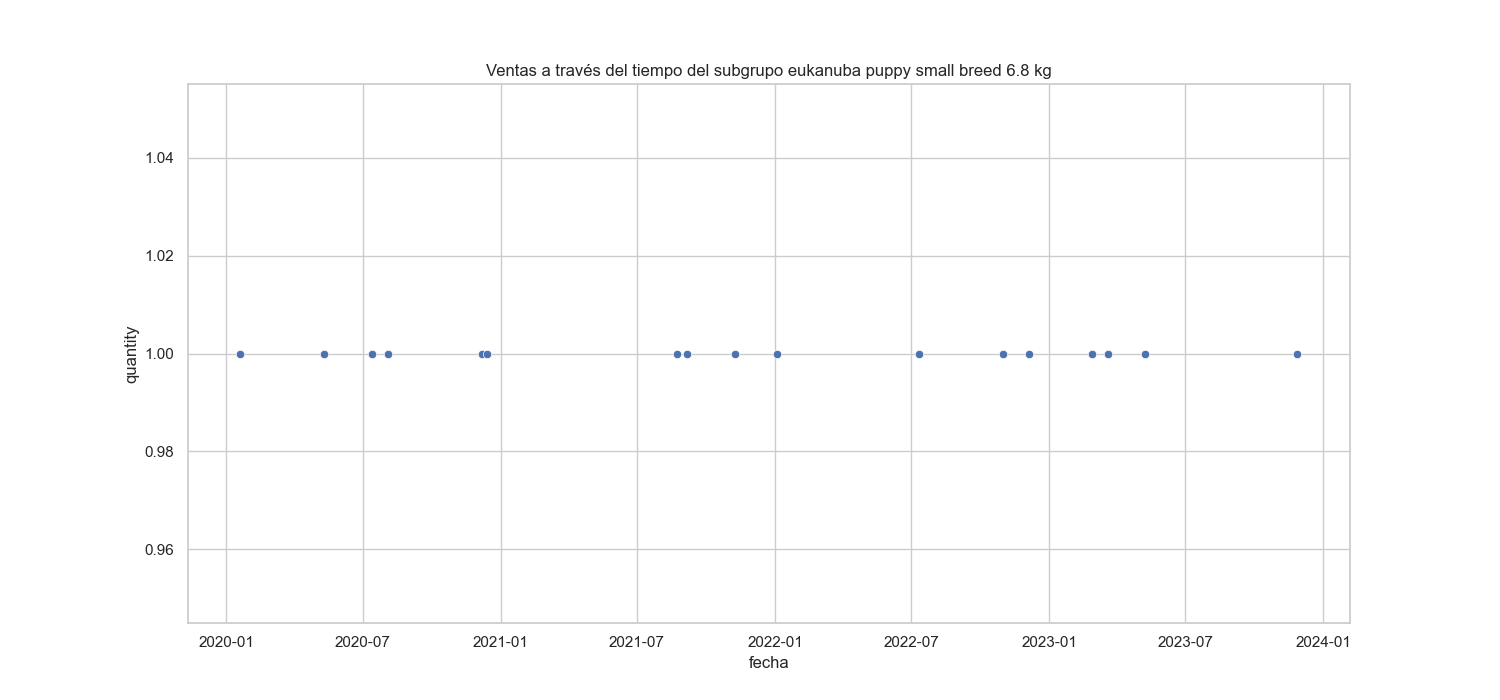 Ventas a través del tiempo del subgrupo eukanuba puppy small breed 6.8 kg
1.04
1.02
1.00
0.98
0.96
quantity
2020-01 2020-07 2021-01 2021-07 2022-01 2022-07 2023-01 2023-07 2024-01
fecha